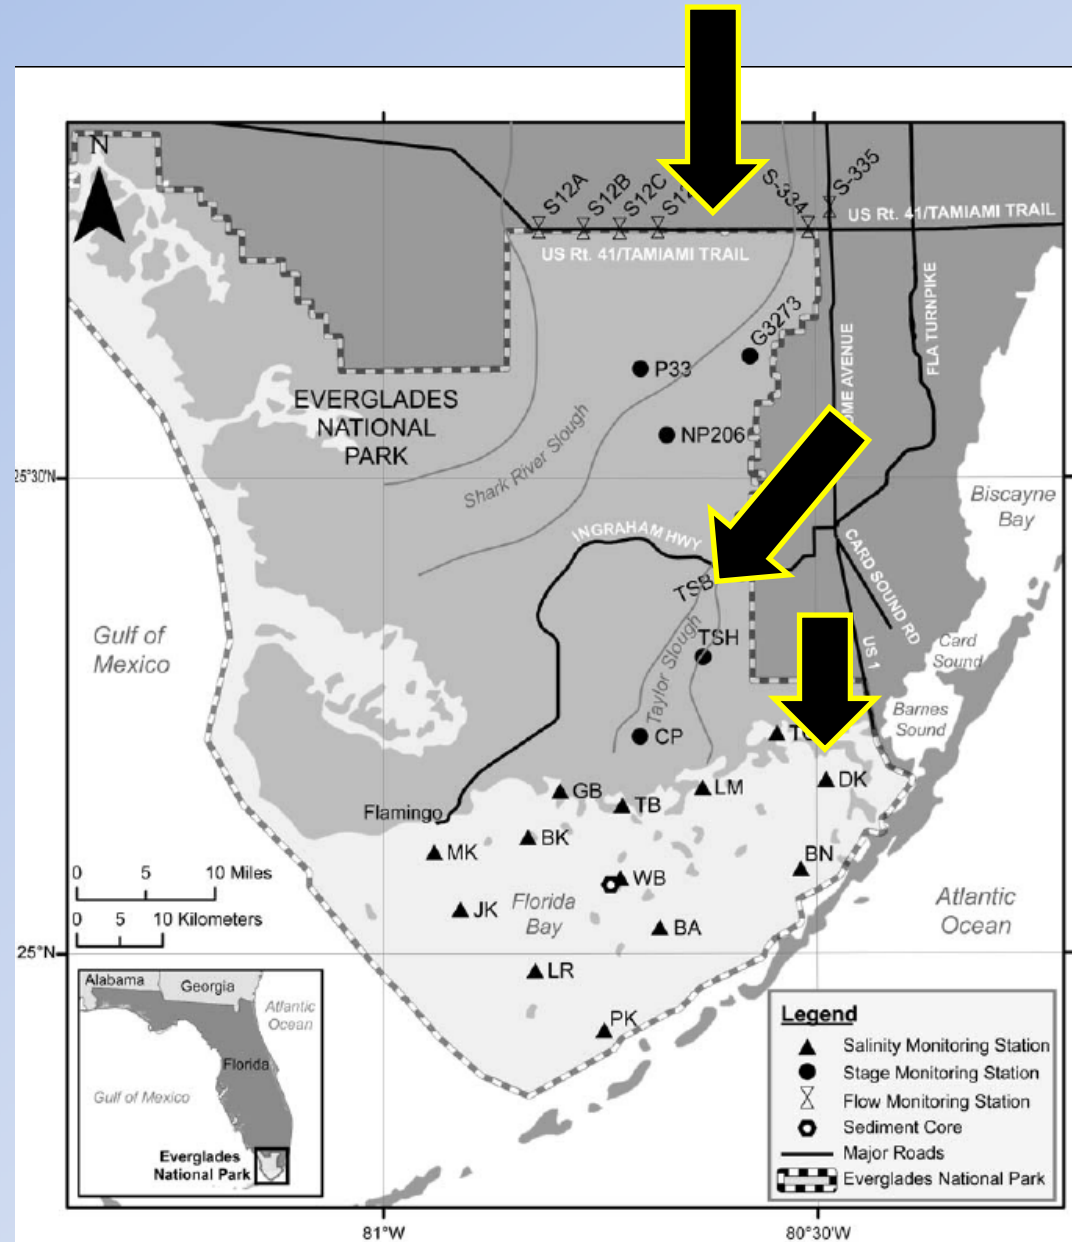 N
S12A
S12B
S12C
S-334
S-335
US Rt. 41/TAMIAMI TRAIL
US Rt. 41/TAMIAMI TRAIL
G3273
P33
FLA TURNPIKE
AVENUE
EVERGLADES
NATIONAL
PARK
NP206
Shark River Slough
25°30'N
Biscayne
Bay
INGRAHAM HWY
CARD SOUND RD
TSB
TSH
Taylor Slough
US 1
Gulf of
Mexico
Card
Sound
Barnes
Sound
CP
DK
GB
LM
TB
Flamingo
BK
MK
BN
WB
0 5 10 Miles
0 5 10 Kilometers
JK
Florida
Bay
BA
Atlantic
Ocean
25°N
LR
PK
Alabama
Georgia
Atlantic
Ocean
Florida
Gulf of Mexico
Everglades
National Park
Legend
Salinity Monitoring Station
Stage Monitoring Station
Flow Monitoring Station
Sediment Core
Major Roads
Everglades National Park
81°W
80°30'W